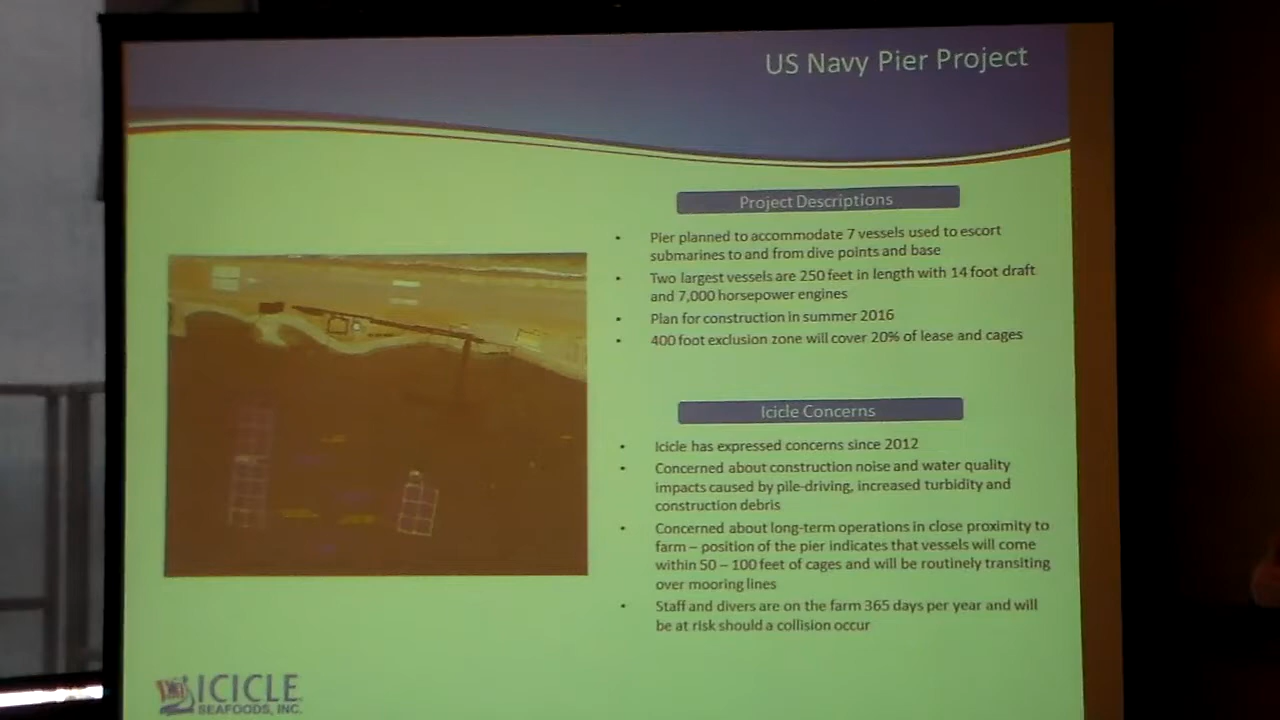 US Navy Pier Project
Project Descriptions
• Pier planned to accommodate 7 vessels used to escort
submarines to and from dive points and base
• Two largest vessels are 250 feet in length with 14 foot draft
and 7,000 horsepower engines
• Plan for construction in summer 2016
• 400 foot exclusion zone will cover 20% of lease and cages
Icicle Concerns
• Icicle has expressed concerns since 2012
• Concerned about construction noise and water quality
impacts caused by pile-driving, increased turbidity and
construction debris
• Concerned about long-term operations in close proximity to
farm – position of the pier indicates that vessels will come
within 50 – 100 feet of cages and will be routinely transiting
over mooring lines
• Staff and divers are on the farm 365 days per year and will
be at risk should a collision occur
ICICLE
SEAFOODS, INC.